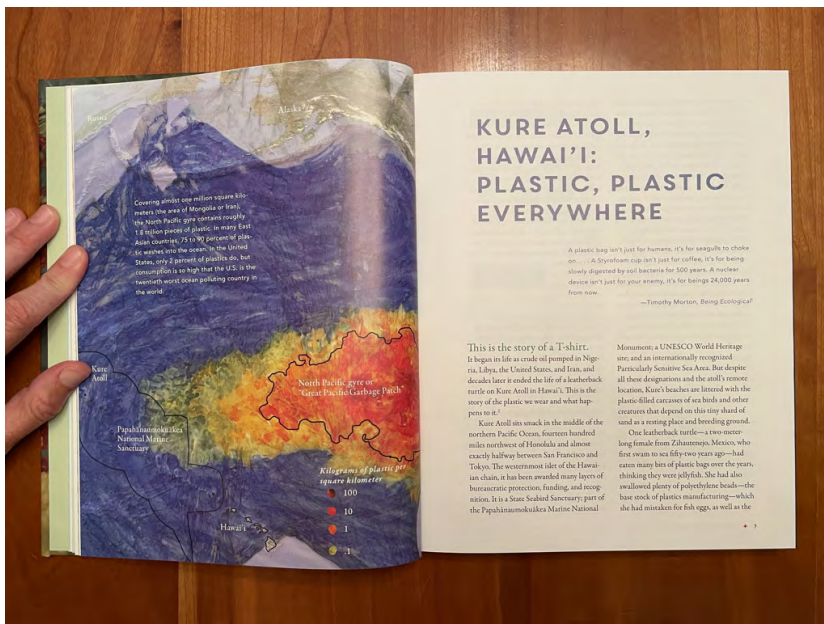 Russia
Alaska
Covering almost one million square kilo-
meters (the area of Mongolia or Iran),
the North Pacific gyre contains roughly
1.8 trillion pieces of plastic. In many East
Asian countries, 75 to 90 percent of plas-
tic washes into the ocean. In the United
States, only 2 percent of plastics do, but
consumption is so high that the U.S. is the
twentieth worst ocean polluting country in
the world.
Kure
Atoll
North Pacific gyre or
"Great Pacific Garbage Patch"
Papahānaumokuākea
National Marine
Sanctuary
Kilograms of plastic per
square kilometer
100
10
1
.1
Hawai'i
KURE ATOLL,
HAWAI'I:
PLASTIC, PLASTIC
EVERYWHERE
A plastic bag isn't just for humans, it's for seagulls to choke
on. . . . A Styrofoam cup isn't just for coffee, it's for being
slowly digested by soil bacteria for 500 years. A nuclear
device isn't just for your enemy, it's for beings 24,000 years
from now.
—Timothy Morton, Being Ecological¹
This is the story of a T-shirt.
It began its life as crude oil pumped in Nige-
ria, Libya, the United States, and Iran, and
decades later it ended the life of a leatherback
turtle on Kure Atoll in Hawai'i. This is the
story of the plastic we wear and what hap-
pens to it.²
Kure Atoll sits smack in the middle of the
northern Pacific Ocean, fourteen hundred
miles northwest of Honolulu and almost
exactly halfway between San Francisco and
Tokyo. The westernmost islet of the Hawai-
ian chain, it has been awarded many layers of
bureaucratic protection, funding, and recog-
nition. It is a State Seabird Sanctuary; part of
the Papahānaumokuākea Marine National
Monument; a UNESCO World Heritage
site; and an internationally recognized
Particularly Sensitive Sea Area. But despite
all these designations and the atoll's remote
location, Kure's beaches are littered with the
plastic-filled carcasses of sea birds and other
creatures that depend on this tiny shard of
sand as a resting place and breeding ground.
One leatherback turtle—a two-meter-
long female from Zihautenejo, Mexico, who
first swam to sea fifty-two years ago—had
eaten many bits of plastic bags over the years,
thinking they were jellyfish. She had also
swallowed plenty of polyethylene beads—the
base stock of plastics manufacturing—which
she had mistaken for fish eggs, as well as the